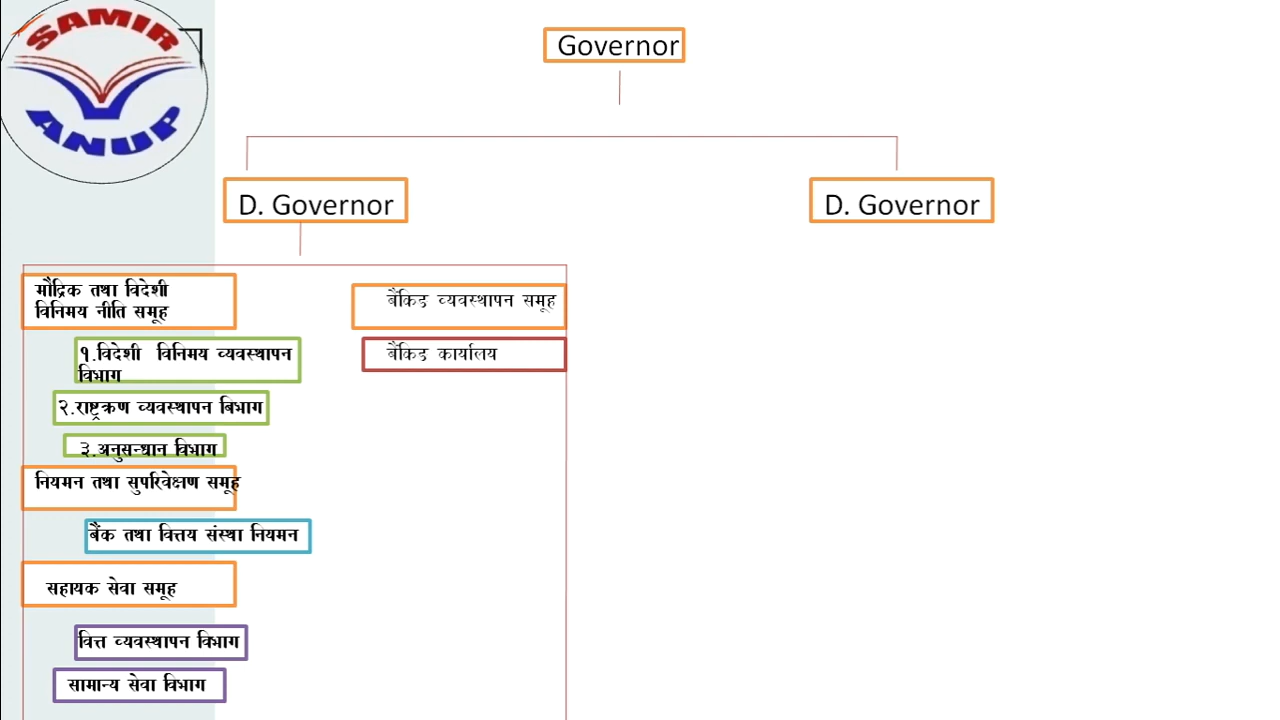 SAMIR
ANUP
Governor
D. Governor
D. Governor
मौद्रिक तथा विदेशी
विनिमय नीति समूह
बैंकिङ व्यवस्थापन समूह
१.विदेशी विनिमय व्यवस्थापन
विभाग
बैंकिङ कार्यालय
२.राष्ट्रऋण व्यवस्थापन बिभाग
३.अनुसन्धान विभाग
नियमन तथा सुपरिवेक्षण समूह
बैंक तथा वित्तय संस्था नियमन
सहायक सेवा समूह
वित्त व्यवस्थापन विभाग
सामान्य सेवा विभाग